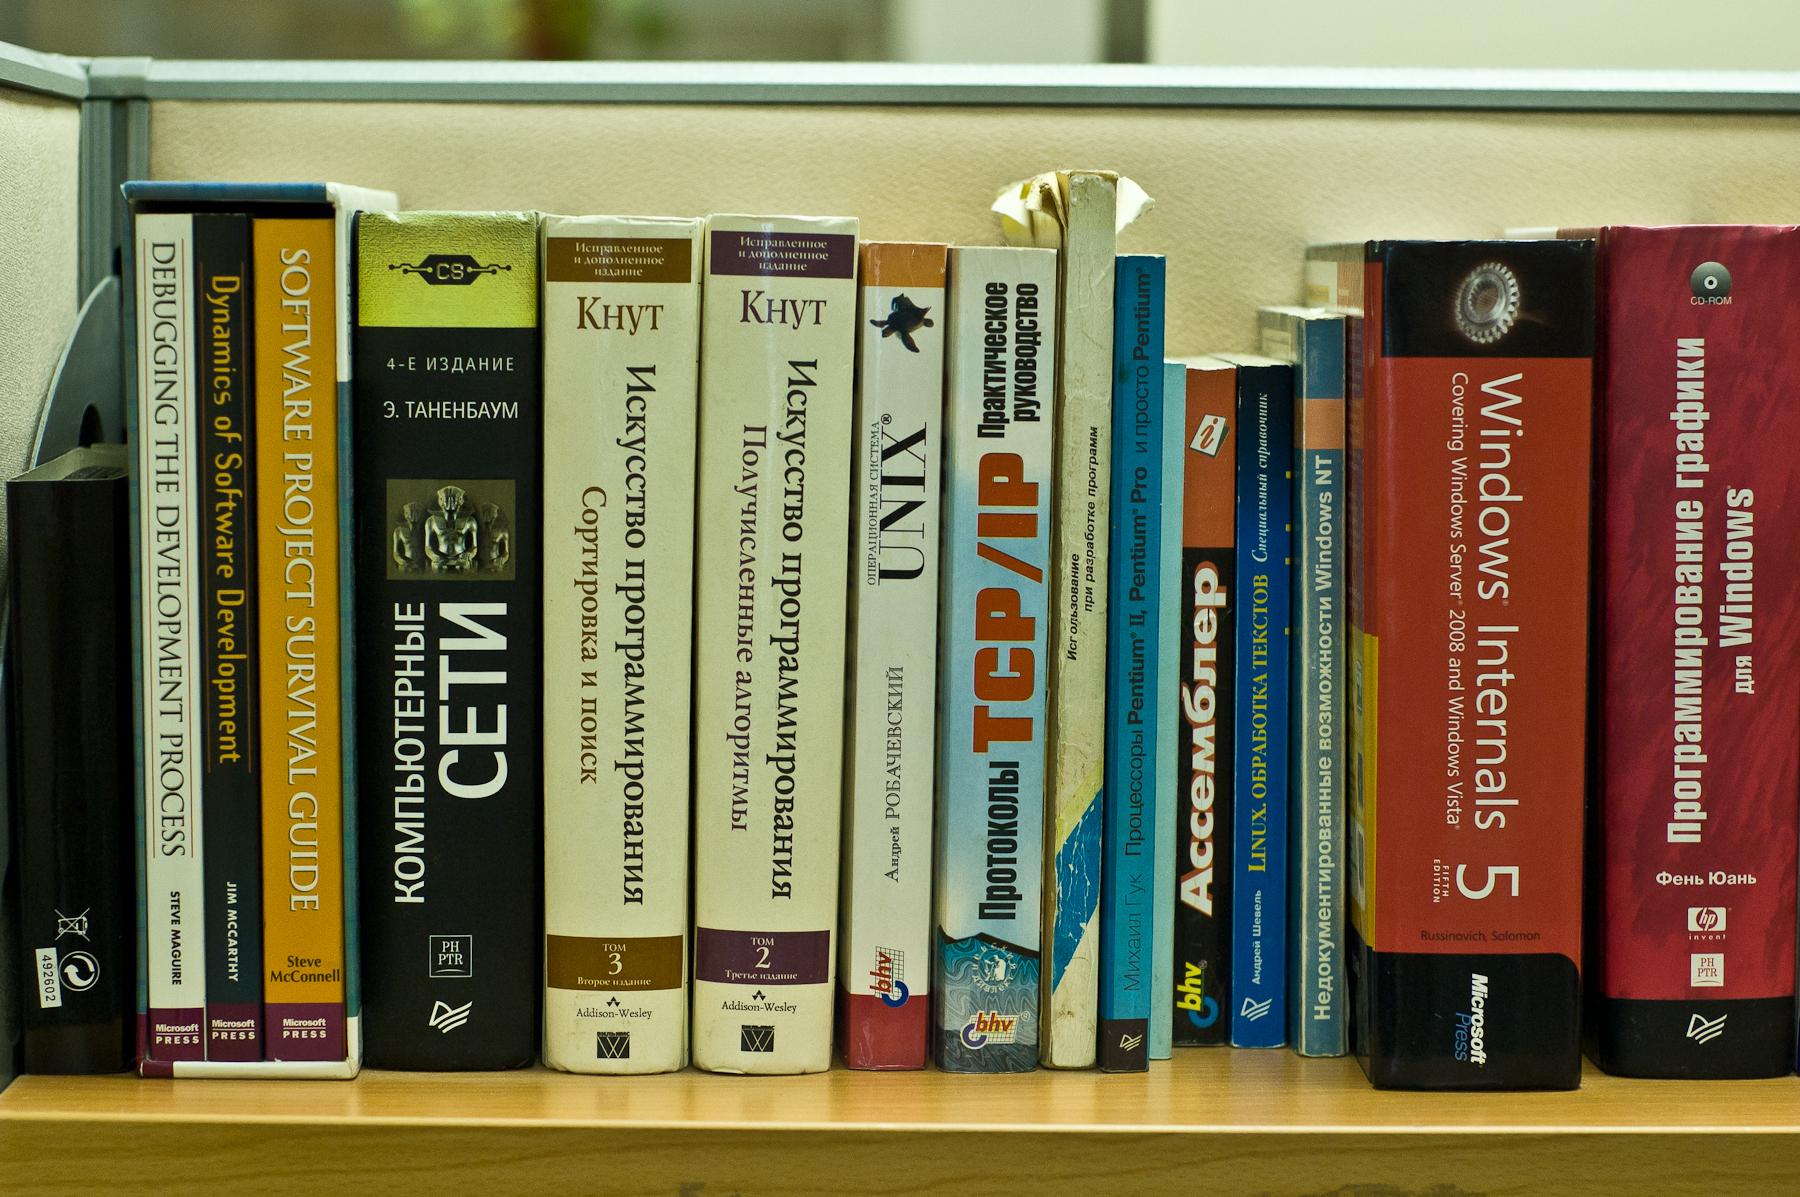 492602
DEBUGGING THE DEVELOPMENT PROCESS
STEVE MAGUIRE
Microsoft
PRESS
Dynamics of Software Development
JIM MCCARTHY
Microsoft
PRESS
SOFTWARE PROJECT SURVIVAL GUIDE
Steve
McConnell
Microsoft
PRESS
CS
4-Е ИЗДАНИЕ
Э. ТАНЕНБАУМ
КОМПЬЮТЕРНЫЕ
СЕТИ
PH
PTR
Исправленное
и дополненное
издание
КНУТ
Искусство программирования
Сортировка и поиск
ТОМ
3
Второе издание
Addison-Wesley
ВИЛЬЯМС
Исправленное
и дополненное
издание
КНУТ
Искусство программирования
Получисленные алгоритмы
ТОМ
2
Третье издание
Addison-Wesley
ОПЕРАЦИОННАЯ СИСТЕМА
UNIX®
Андрей РОБАЧЕВСКИЙ
bhv
Практическое
руководство
Протоколы TCP/IP
bhv®
Использование
при разработке программ
Михаил Гук Процессоры Pentium® II, Pentium® Pro и просто Pentium®
i
Ассемблер
bhv®
Андрей Шевель LINUX. ОБРАБОТКА ТЕКСТОВ Специальный справочник
Недокументированные возможности Windows NT
Windows® Internals 5
Covering Windows Server® 2008 and Windows Vista®
FIFTH
EDITION
Russinovich, Solomon
Microsoft
Press
CD-ROM
Программирование графики
для Windows®
Фень Юань
hp
invent
PH
PTR